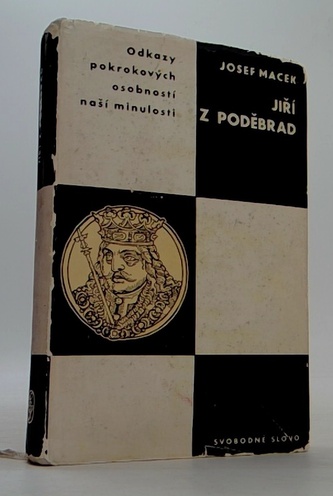 Odkazy
pokrokových
osobností
naší minulosti
JOSEF MACEK
JIŘÍ
Z PODĚBRAD
SVOBODNÉ SLOVO